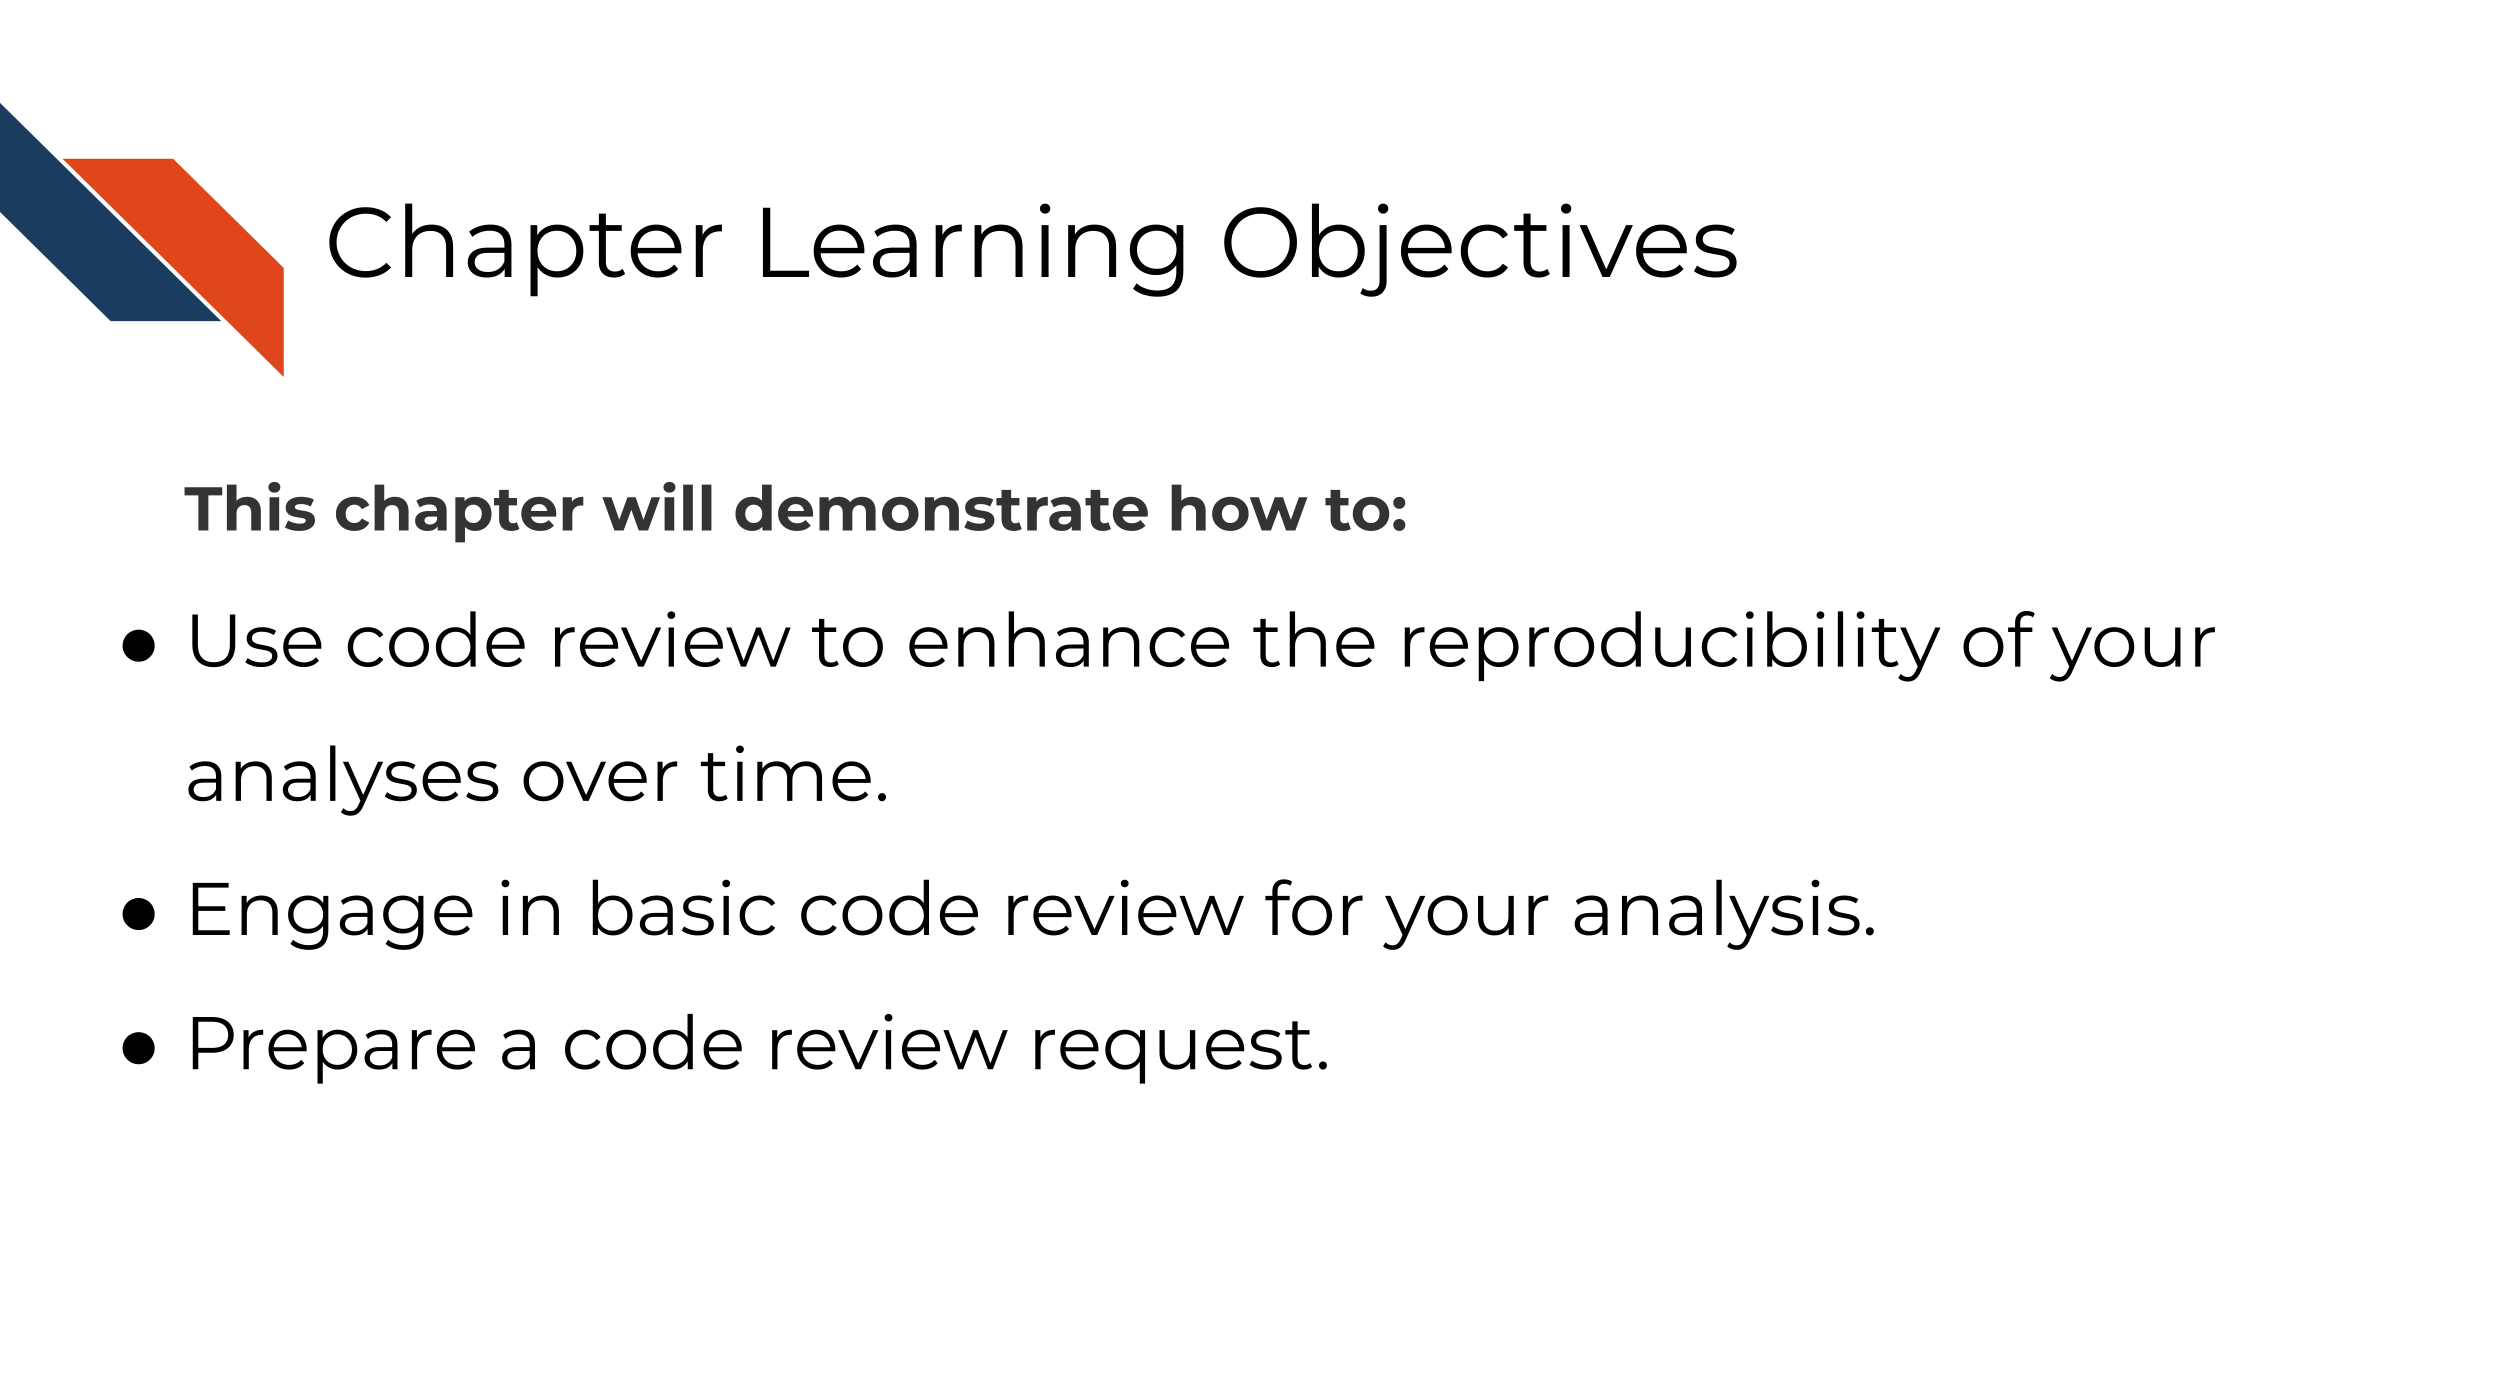 Chapter Learning Objectives
This chapter will demonstrate how to:
● Use code review to enhance the reproducibility of your
analyses over time.
● Engage in basic code review for your analysis.
● Prepare a code review request.